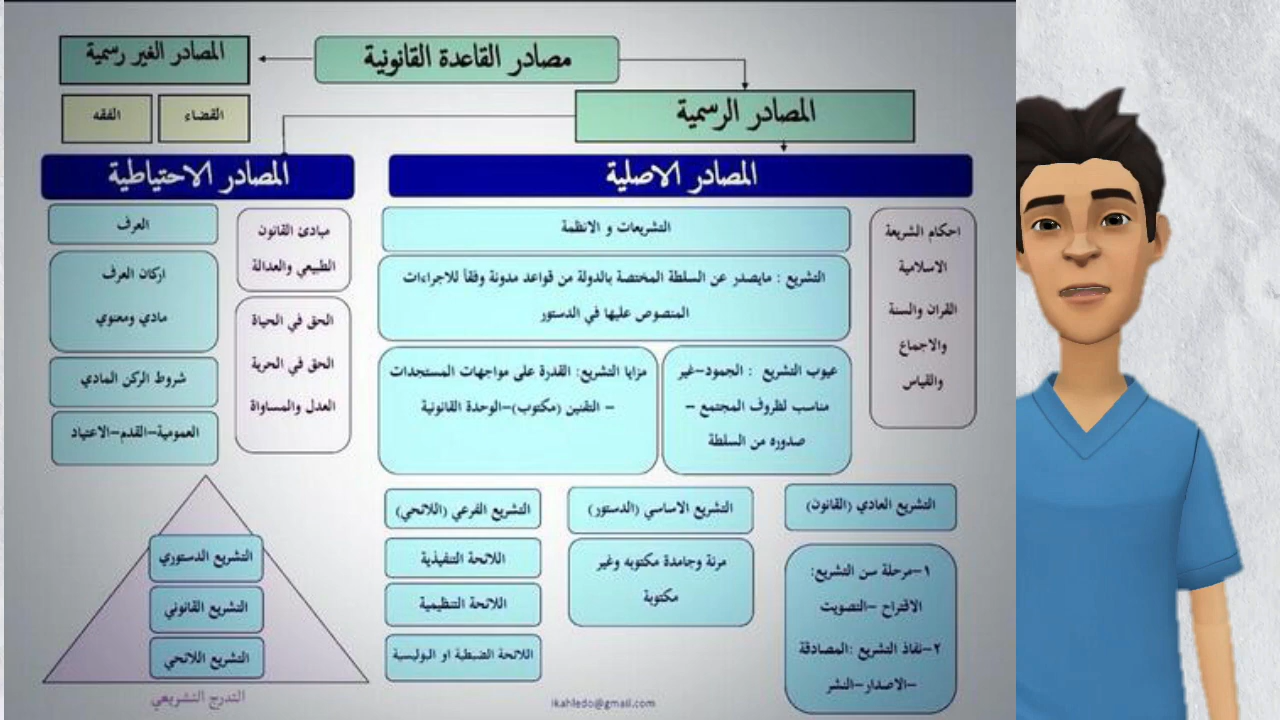 مصادر القاعدة القانونية
المصادر الغير رسمية
القضاء
الفقه
المصادر الرسمية
المصادر الاصلية
احكام الشريعة
الاسلامية
القران والسنة
والاجماع
والقياس
التشريعات و الانظمة
التشريع : مايصدر عن السلطة المختصة بالدولة من قواعد مدونة وفقاً للاجراءات
المنصوص عليها في الدستور
عيوب التشريع : الجمود-غير
مناسب لظروف المجتمع -
صدوره من السلطة
مزايا التشريع: القدرة على مواجهات المستجدات
- التقنين (مكتوب)-الوحدة القانونية
التشريع العادي (القانون)
١-مرحلة سن التشريع:
الاقتراح -التصويت
٢-نفاذ التشريع :المصادقة
-الاصدار-النشر
التشريع الاساسي (الدستور)
مرنة وجامدة مكتوبه وغير
مكتوبة
التشريع الفرعي (اللائحي)
اللائحة التنفيذية
اللائحة التنظيمية
اللائحة الضبطية او البوليسية
المصادر الاحتياطية
مبادئ القانون
الطبيعي والعدالة
الحق في الحياة
الحق في الحرية
العدل والمساواة
العرف
اركان العرف
مادي ومعنوي
شروط الركن المادي
العمومية-القدم-الاعتياد
التشريع الدستوري
التشريع القانوني
التشريع اللائحي
التدرج التشريعي
ikahledo@gmail.com